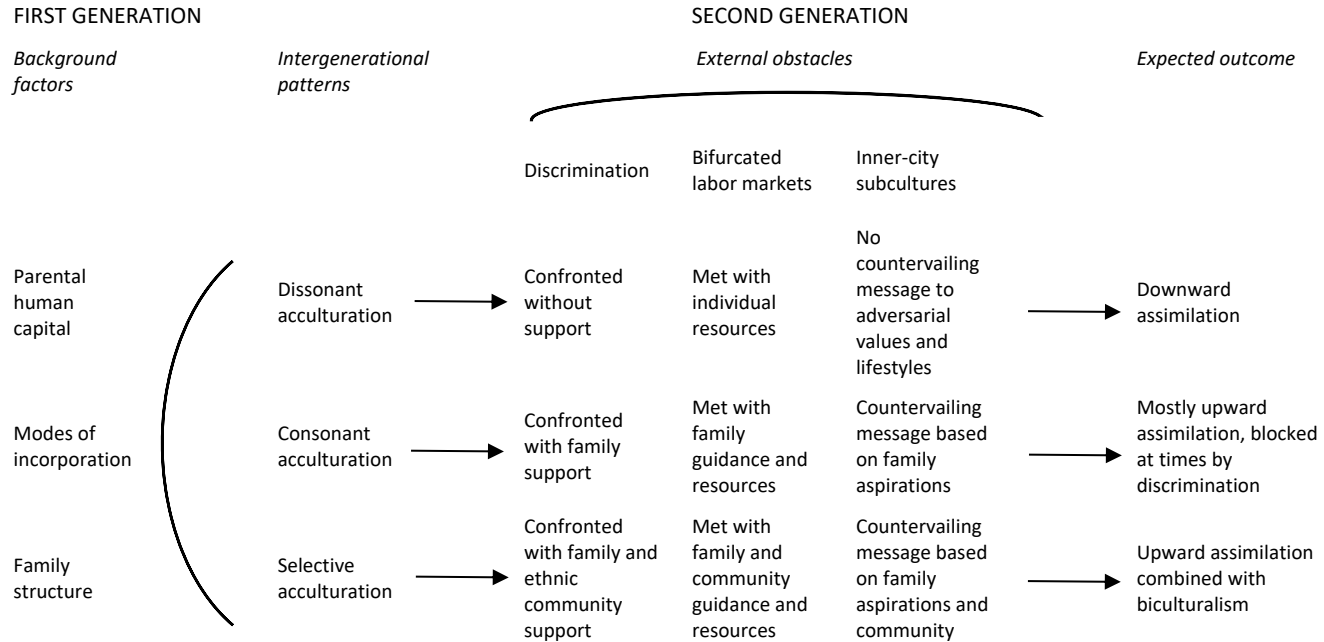 FIRST GENERATION
SECOND GENERATION
Background
factors
Intergenerational
patterns
External obstacles
Expected outcome
Discrimination
Bifurcated
labor markets
Inner-city
subcultures
Parental
human
capital
Dissonant
acculturation
Confronted
without
support
Met with
individual
resources
No
countervailing
message to
adversarial
values and
lifestyles
Downward
assimilation
Modes of
incorporation
Consonant
acculturation
Confronted
with family
support
Met with
family
guidance and
resources
Countervailing
message based
on family
aspirations
Mostly upward
assimilation, blocked
at times by
discrimination
Family
structure
Selective
acculturation
Confronted
with family and
ethnic
community
support
Met with
family and
community
guidance and
resources
Countervailing
message based
on family
aspirations and
community
Upward assimilation
combined with
biculturalism